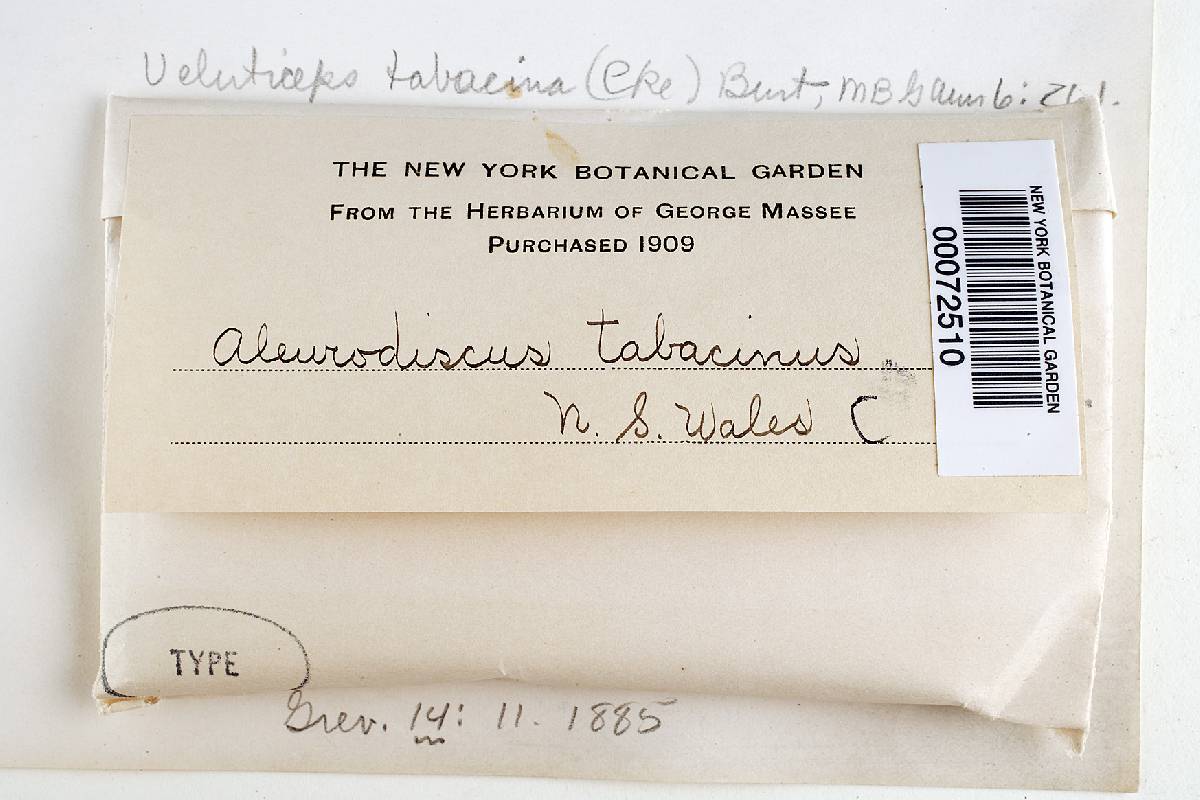 Veluticeps tabacina (Cke) Burt, MBG Ann 6: 261.
THE NEW YORK BOTANICAL GARDEN
FROM THE HERBARIUM OF GEORGE MASSEE
PURCHASED 1909
Aleurodiscus tabacinus
N. S. Wales C
NEW YORK BOTANICAL GARDEN
00072510
TYPE
Grev. 14: 11. 1885